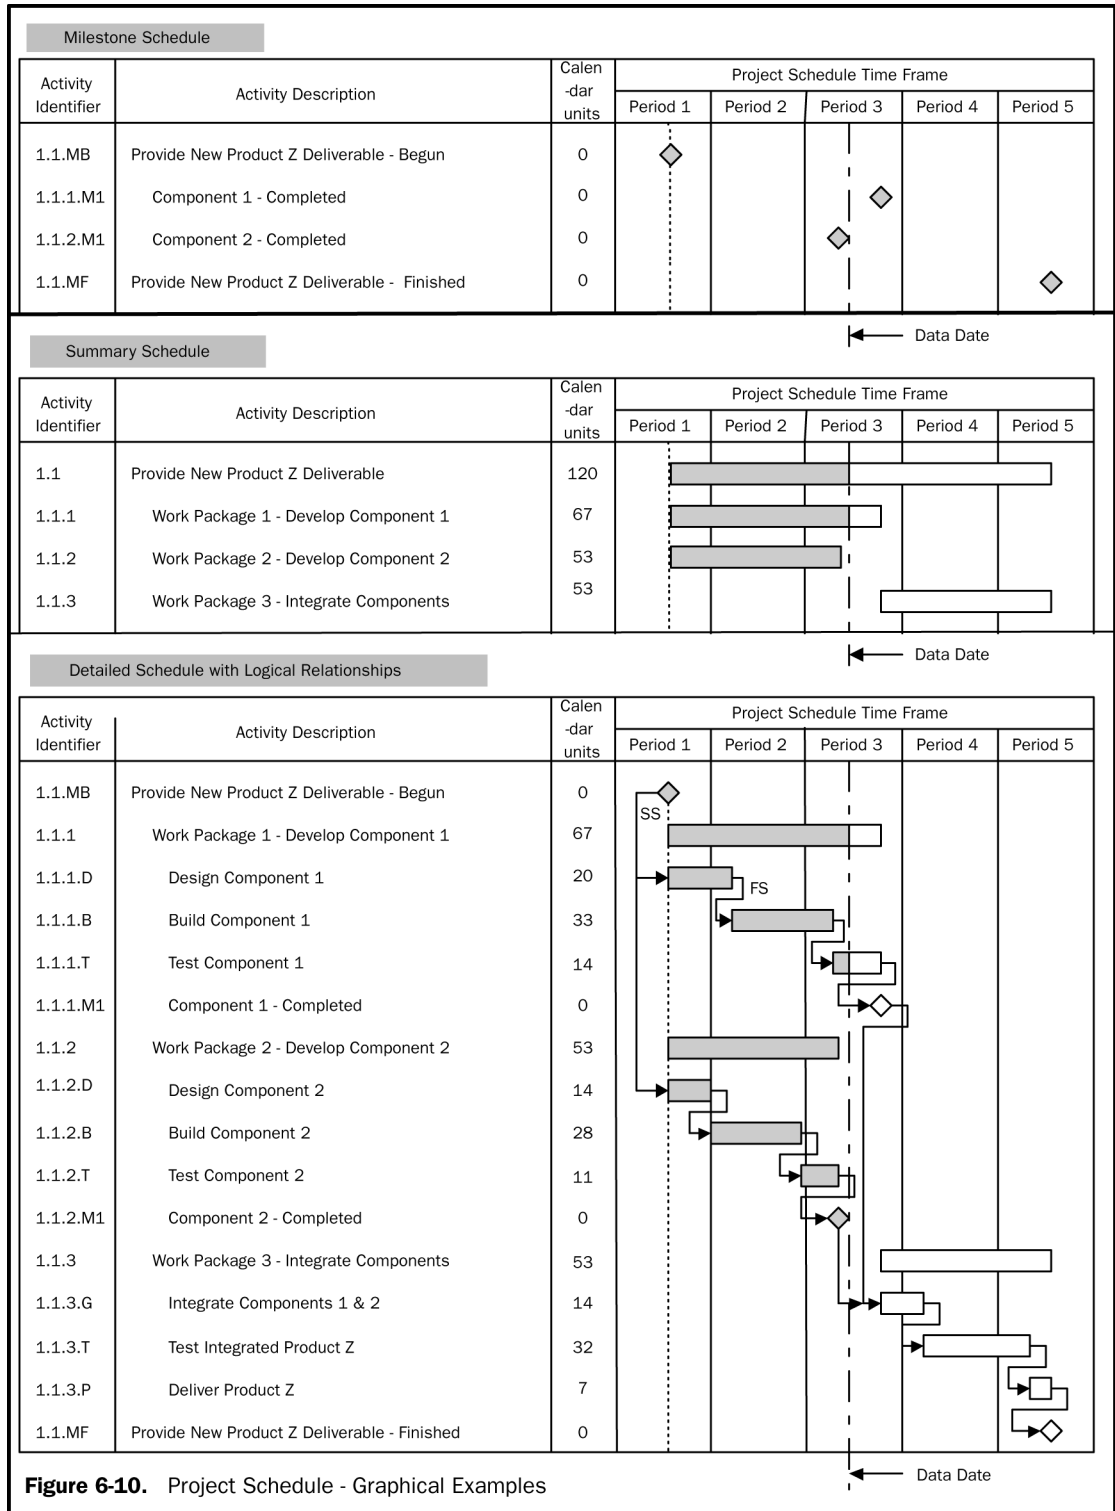 Milestone Schedule
Activity Identifier
Activity Description
Calen -dar units
Project Schedule Time Frame
Period 1 Period 2 Period 3 Period 4 Period 5
1.1.MB Provide New Product Z Deliverable - Begun 0
1.1.1.M1 Component 1 - Completed 0
1.1.2.M1 Component 2 - Completed 0
1.1.MF Provide New Product Z Deliverable - Finished 0
Data Date
Summary Schedule
Activity Identifier
Activity Description
Calen -dar units
Project Schedule Time Frame
Period 1 Period 2 Period 3 Period 4 Period 5
1.1 Provide New Product Z Deliverable 120
1.1.1 Work Package 1 - Develop Component 1 67
1.1.2 Work Package 2 - Develop Component 2 53
1.1.3 Work Package 3 - Integrate Components 53
Data Date
Detailed Schedule with Logical Relationships
Activity Identifier
Activity Description
Calen -dar units
Project Schedule Time Frame
Period 1 Period 2 Period 3 Period 4 Period 5
1.1.MB Provide New Product Z Deliverable - Begun 0
SS
1.1.1 Work Package 1 - Develop Component 1 67
1.1.1.D Design Component 1 20
FS
1.1.1.B Build Component 1 33
1.1.1.T Test Component 1 14
1.1.1.M1 Component 1 - Completed 0
1.1.2 Work Package 2 - Develop Component 2 53
1.1.2.D Design Component 2 14
1.1.2.B Build Component 2 28
1.1.2.T Test Component 2 11
1.1.2.M1 Component 2 - Completed 0
1.1.3 Work Package 3 - Integrate Components 53
1.1.3.G Integrate Components 1 & 2 14
1.1.3.T Test Integrated Product Z 32
1.1.3.P Deliver Product Z 7
1.1.MF Provide New Product Z Deliverable - Finished 0
Data Date
Figure 6-10. Project Schedule - Graphical Examples